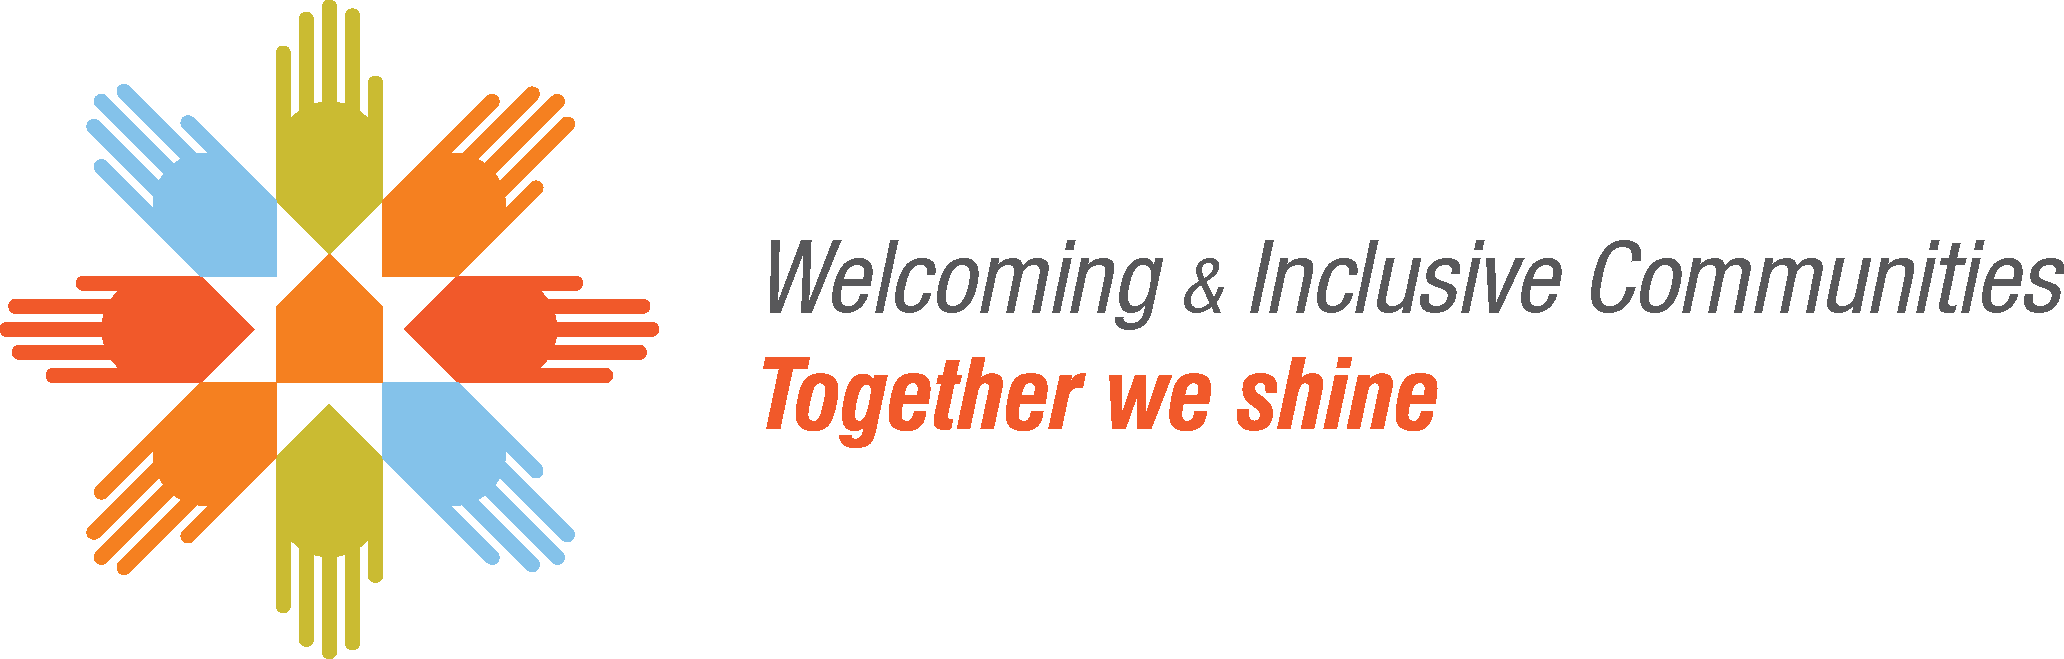 Welcoming & Inclusive Communities
Together we shine